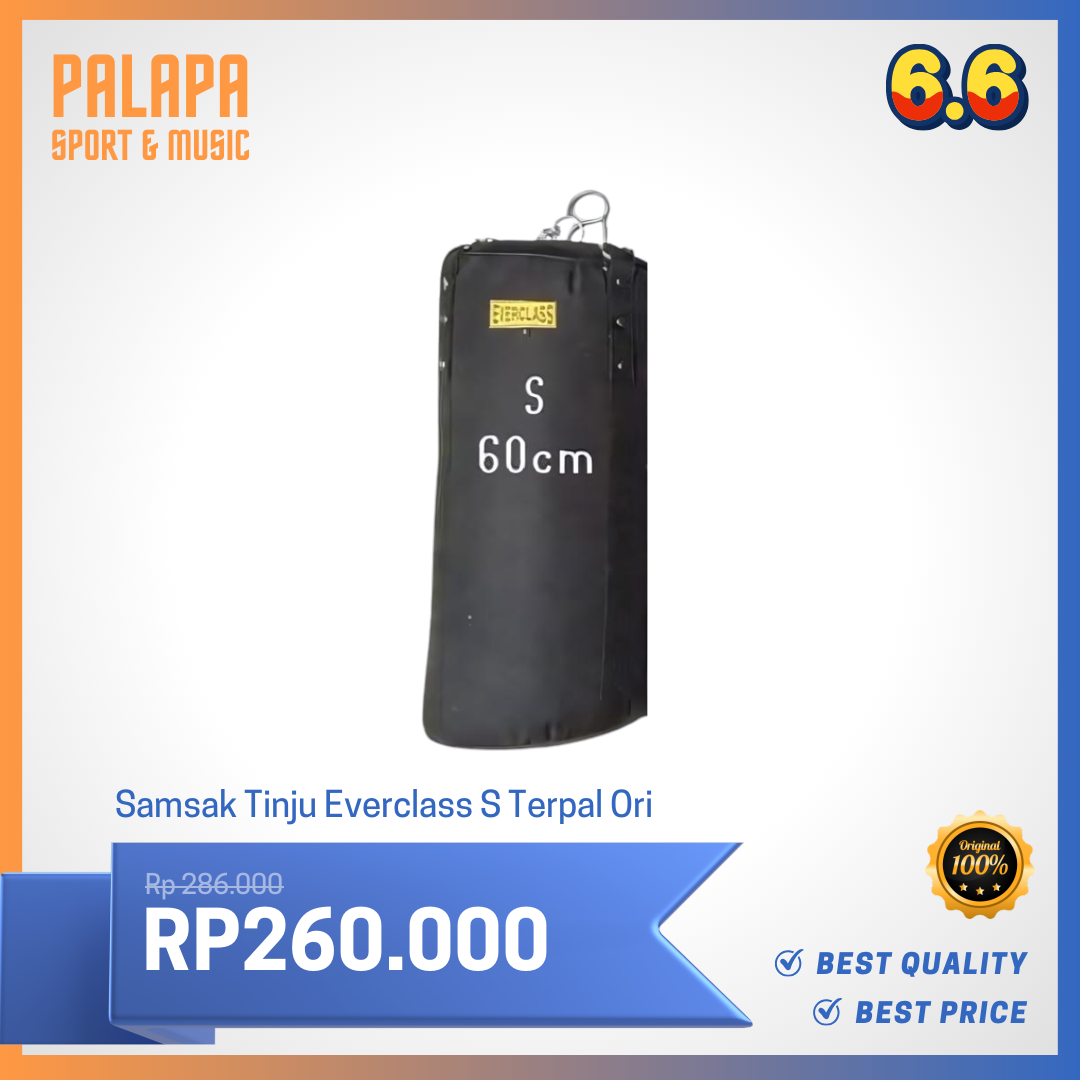 PALAPA
SPORT & MUSIC
6.6
EVERCLASS
S
60cm
Samsak Tinju Everclass S Terpal Ori
Rp 286.000
RP260.000
Original
100%
BEST QUALITY
BEST PRICE